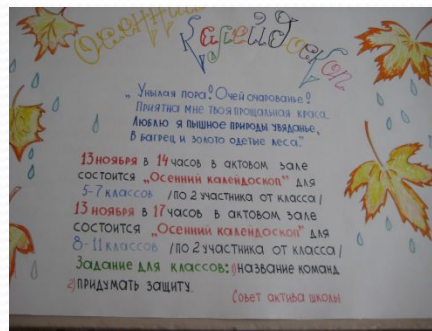 Осенний
Калейдоскоп
„Унылая пора! Очей очарованье!
Приятна мне твоя прощальная краса.
Люблю я пышное природы увяданье,
В багрец и золото одетые леса."
13 ноября в 14 часов в актовом зале
состоится „Осенний калейдоскоп" для
5-7 классов /по 2 участника от класса/
13 ноября в 17 часов в актовом зале
состоится „Осенний калейдоскоп" для
8-11 классов /по 2 участника от класса/
Задание для классов: 1) название команд
2) придумать защиту.
Совет актива школы